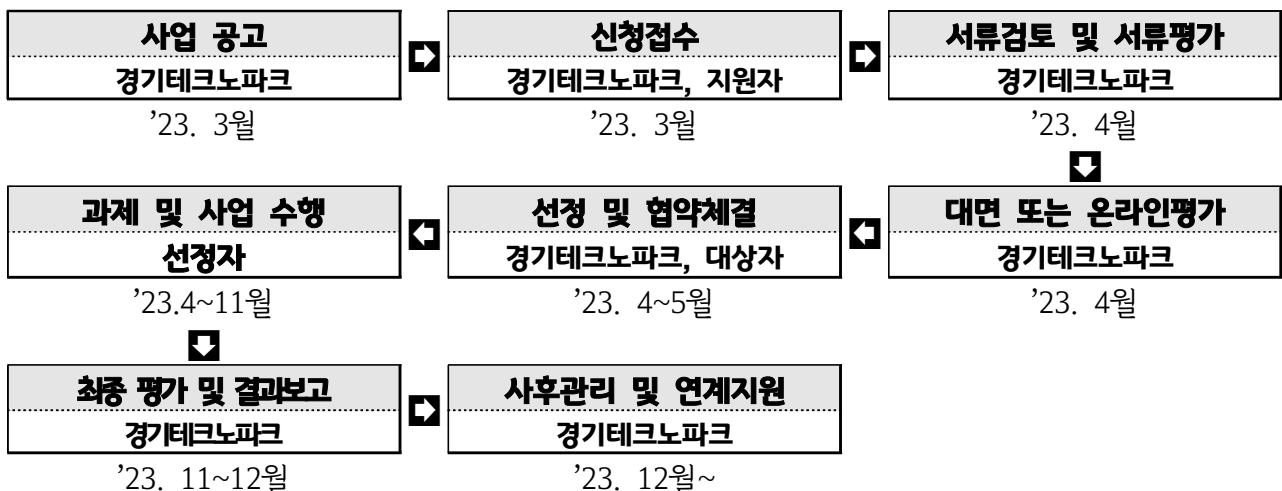 사업 공고
경기테크노파크
'23. 3월
신청접수
경기테크노파크, 지원자
'23. 3월
서류검토 및 서류평가
경기테크노파크
'23. 4월
대면 또는 온라인평가
경기테크노파크
'23. 4월
선정 및 협약체결
경기테크노파크, 대상자
'23. 4~5월
과제 및 사업 수행
선정자
'23.4~11월
최종 평가 및 결과보고
경기테크노파크
'23. 11~12월
사후관리 및 연계지원
경기테크노파크
'23. 12월~